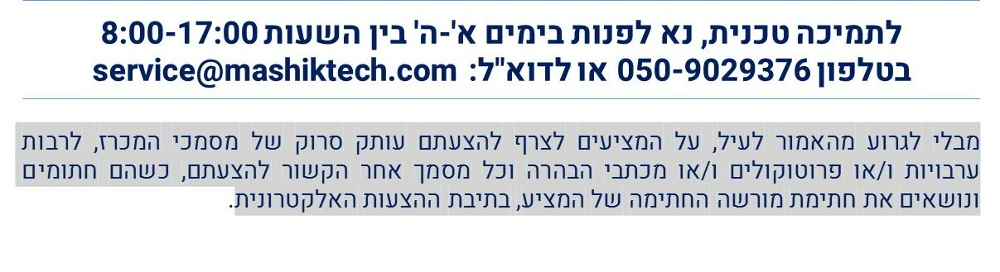 לתמיכה טכנית, נא לפנות בימים א'-ה' בין השעות 8:00-17:00
בטלפון 050-9029376 או לדוא"ל: service@mashiktech.com
מבלי לגרוע מהאמור לעיל, על המציעים לצרף להצעתם עותק סרוק של מסמכי המכרז, לרבות
ערבויות ו/או פרוטוקולים ו/או מכתבי הבהרה וכל מסמך אחר הקשור להצעתם, כשהם חתומים
ונושאים את חתימת מורשה החתימה של המציע, בתיבת ההצעות האלקטרונית.